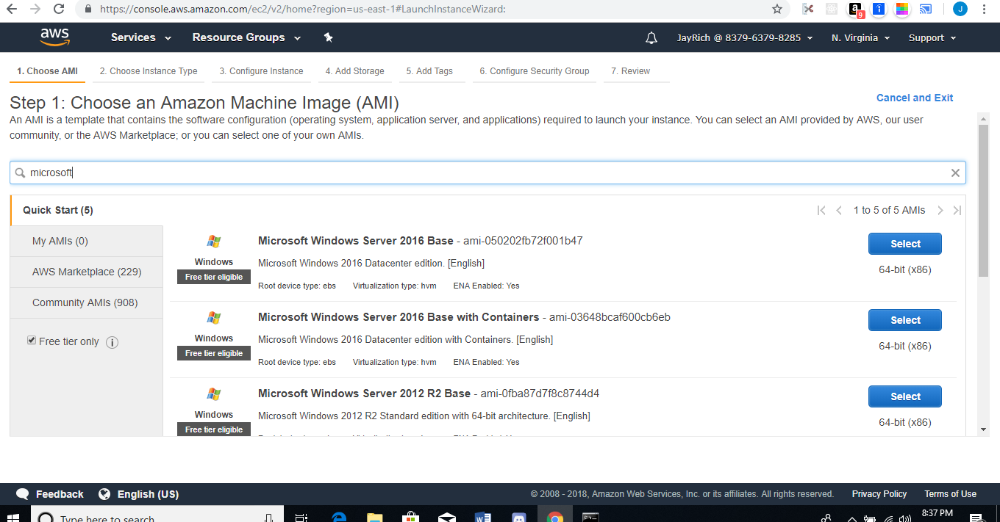 https://console.aws.amazon.com/ec2/v2/home?region=us-east-1#LaunchInstanceWizard:
9
J
aws
Services
Resource Groups
JayRich @ 8379-6379-8285
N. Virginia
Support
1. Choose AMI
2. Choose Instance Type
3. Configure Instance
4. Add Storage
5. Add Tags
6. Configure Security Group
7. Review
Step 1: Choose an Amazon Machine Image (AMI)
Cancel and Exit
An AMI is a template that contains the software configuration (operating system, application server, and applications) required to launch your instance. You can select an AMI provided by AWS, our user
community, or the AWS Marketplace; or you can select one of your own AMIs.
microsoft
Quick Start (5)
1 to 5 of 5 AMIs
My AMIs (0)
AWS Marketplace (229)
Community AMIs (908)
Free tier only
Windows
Free tier eligible
Microsoft Windows Server 2016 Base - ami-050202fb72f001b47
Microsoft Windows 2016 Datacenter edition. [English]
Root device type: ebs Virtualization type: hvm ENA Enabled: Yes
Select
64-bit (x86)
Windows
Free tier eligible
Microsoft Windows Server 2016 Base with Containers - ami-03648bcaf600cb6eb
Microsoft Windows 2016 Datacenter edition with Containers. [English]
Root device type: ebs Virtualization type: hvm ENA Enabled: Yes
Select
64-bit (x86)
Windows
Free tier eligible
Microsoft Windows Server 2012 R2 Base - ami-0fba87d7f8c8744d4
Microsoft Windows 2012 R2 Standard edition with 64-bit architecture. [English]
Select
64-bit (x86)
Feedback
English (US)
© 2008 - 2018, Amazon Web Services, Inc. or its affiliates. All rights reserved.
Privacy Policy
Terms of Use
Type here to search
8:37 PM